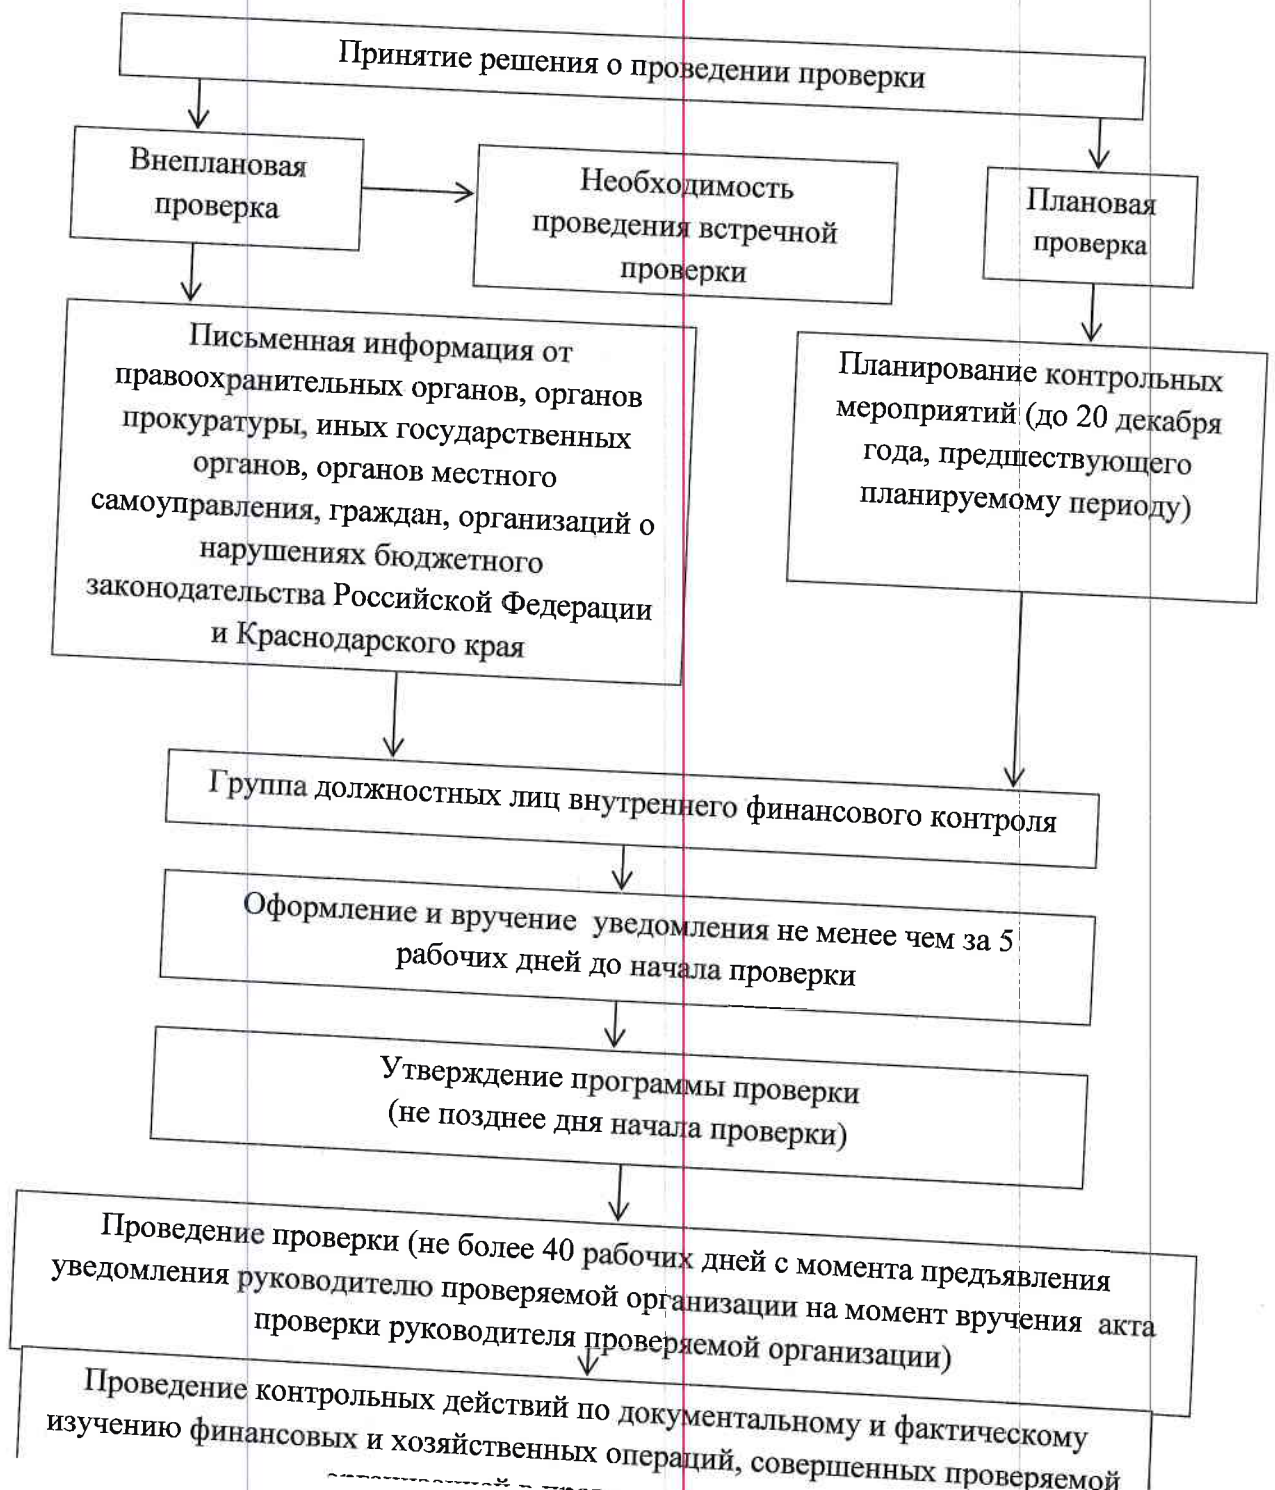 Принятие решения о проведении проверки
Внеплановая
проверка
Необходимость
проведения встречной
проверки
Плановая
проверка
Письменная информация от
правоохранительных органов, органов
прокуратуры, иных государственных
органов, органов местного
самоуправления, граждан, организаций о
нарушениях бюджетного
законодательства Российской Федерации
и Краснодарского края
Планирование контрольных
мероприятий (до 20 декабря
года, предшествующего
планируемому периоду)
Группа должностных лиц внутреннего финансового контроля
Оформление и вручение уведомления не менее чем за 5
рабочих дней до начала проверки
Утверждение программы проверки
(не позднее дня начала проверки)
Проведение проверки (не более 40 рабочих дней с момента предъявления
уведомления руководителю проверяемой организации на момент вручения акта
проверки руководителя проверяемой организации)
Проведение контрольных действий по документальному и фактическому
изучению финансовых и хозяйственных операций, совершенных проверяемой